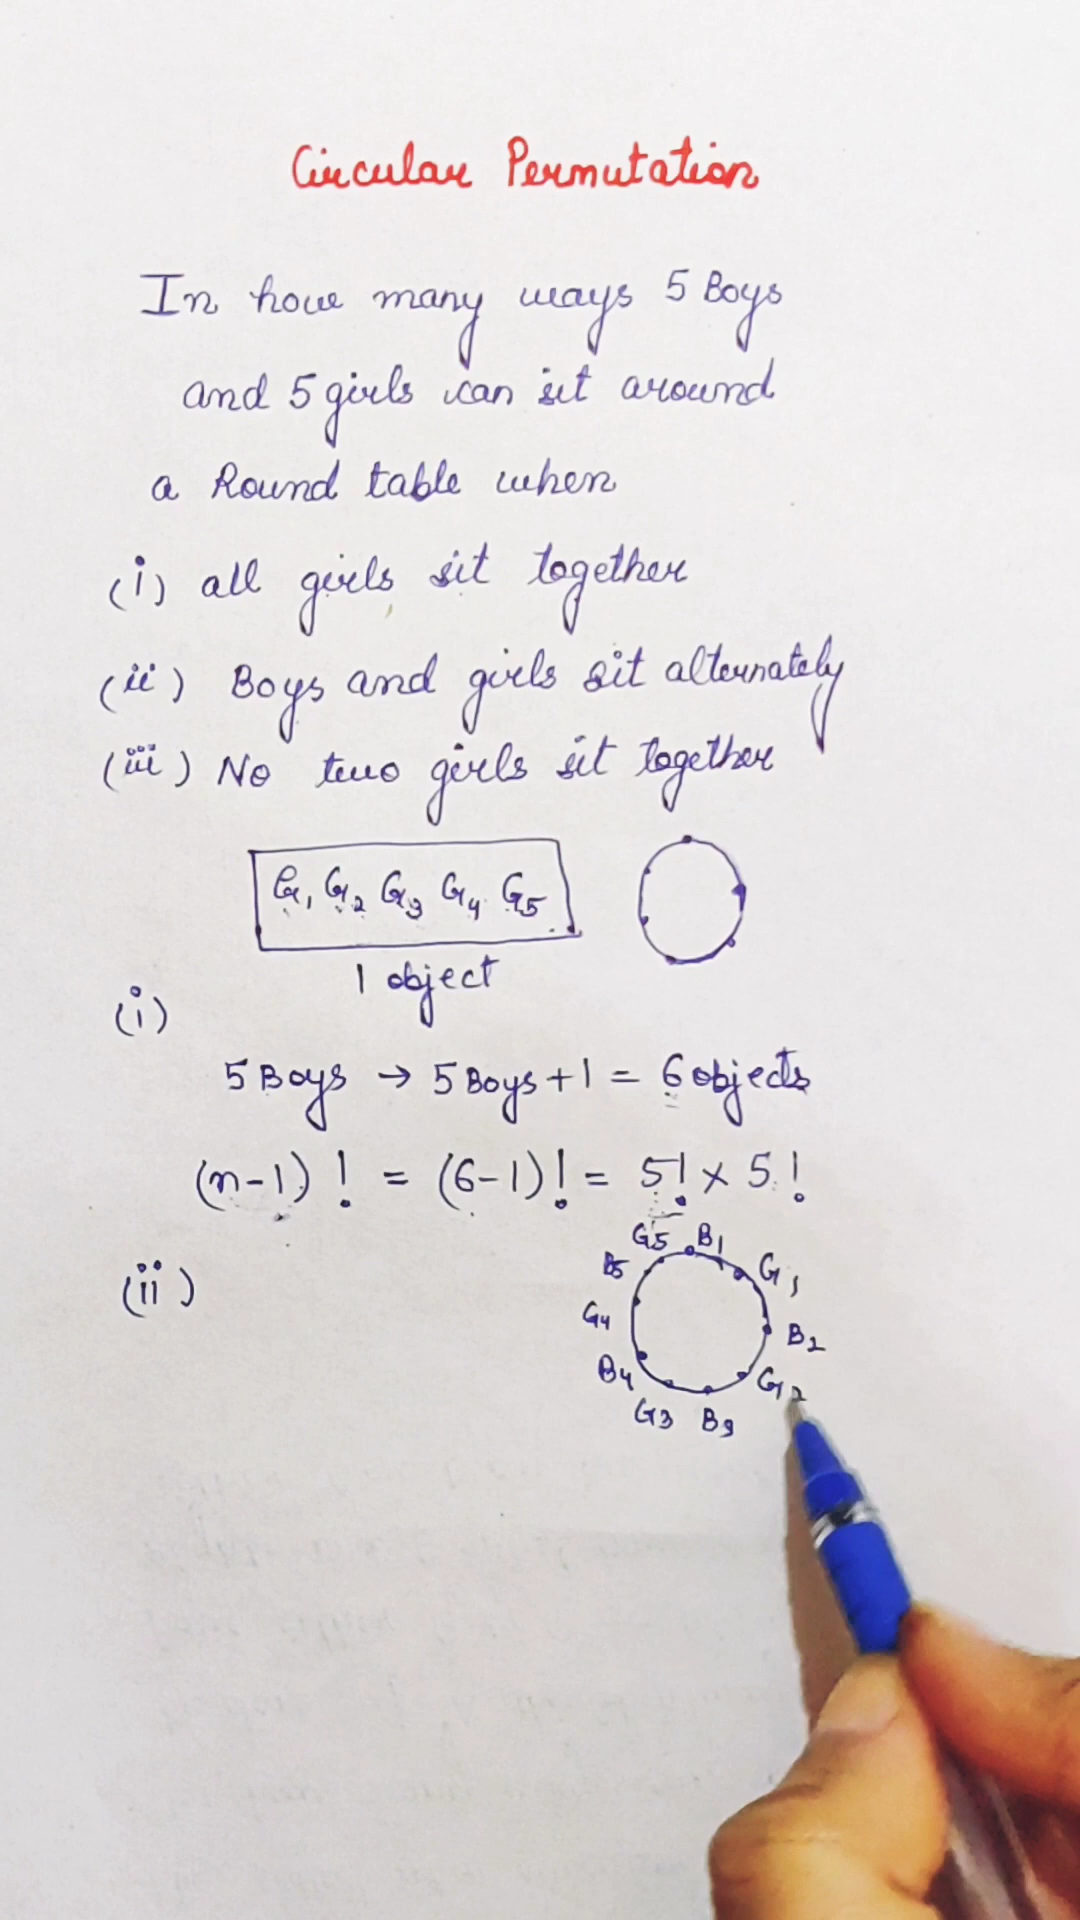 Circular Permutation
In how many ways 5 Boys
and 5 girls can sit around
a Round table when
(i) all girls sit together
(ii) Boys and girls sit alternately
(iii) No two girls sit together
G1 G2 G3 G4 G5
1 object
(i)
5 Boys → 5 Boys + 1 = 6 objects
(n-1)! = (6-1)! = 5! × 5!
(ii)
G5 B1
B5 G1
G4 B2
B4 G2
G3 B3